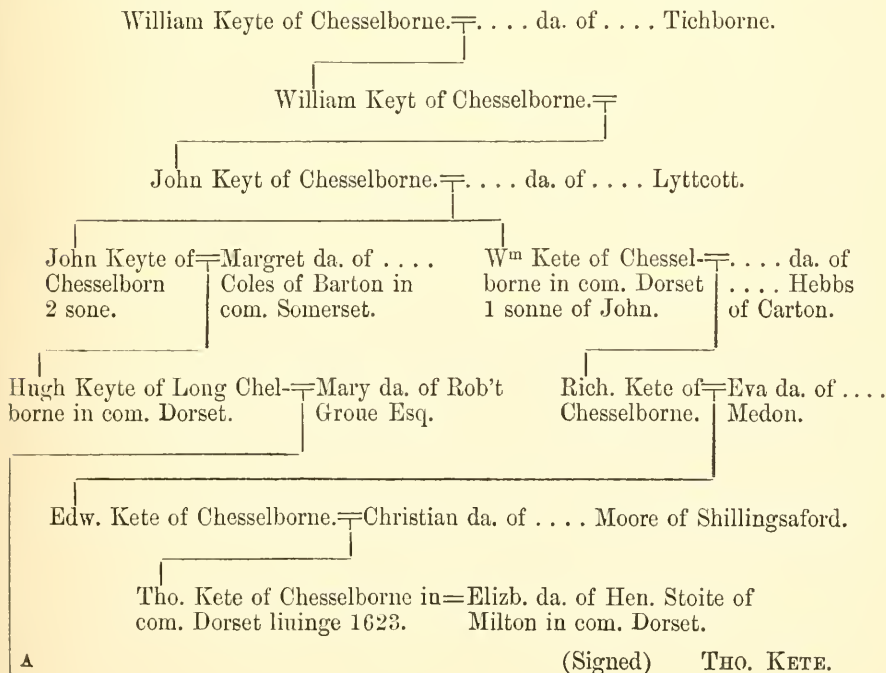 William Keyte of Chesselborne.=. . . . da. of . . . . Tichborne.
William Keyt of Chesselborne.=
John Keyt of Chesselborne.=. . . . da. of . . . . Lyttcott.
John Keyte of=Margret da. of . . . .
Chesselborn Coles of Barton in
2 sone. com. Somerset.
Wᵐ Kete of Chessel-=. . . . da. of
borne in com. Dorset . . . . Hebbs
1 sonne of John. of Carton.
Hugh Keyte of Long Chel-=Mary da. of Rob't
borne in com. Dorset. Groue Esq.
Rich. Kete of=Eva da. of . . . .
Chesselborne. Medon.
Edw. Kete of Chesselborne.=Christian da. of . . . . Moore of Shillingsaford.
Tho. Kete of Chesselborne in=Elizb. da. of Hen. Stoite of
com. Dorset liuinge 1623. Milton in com. Dorset.
A (Signed) THO. KETE.